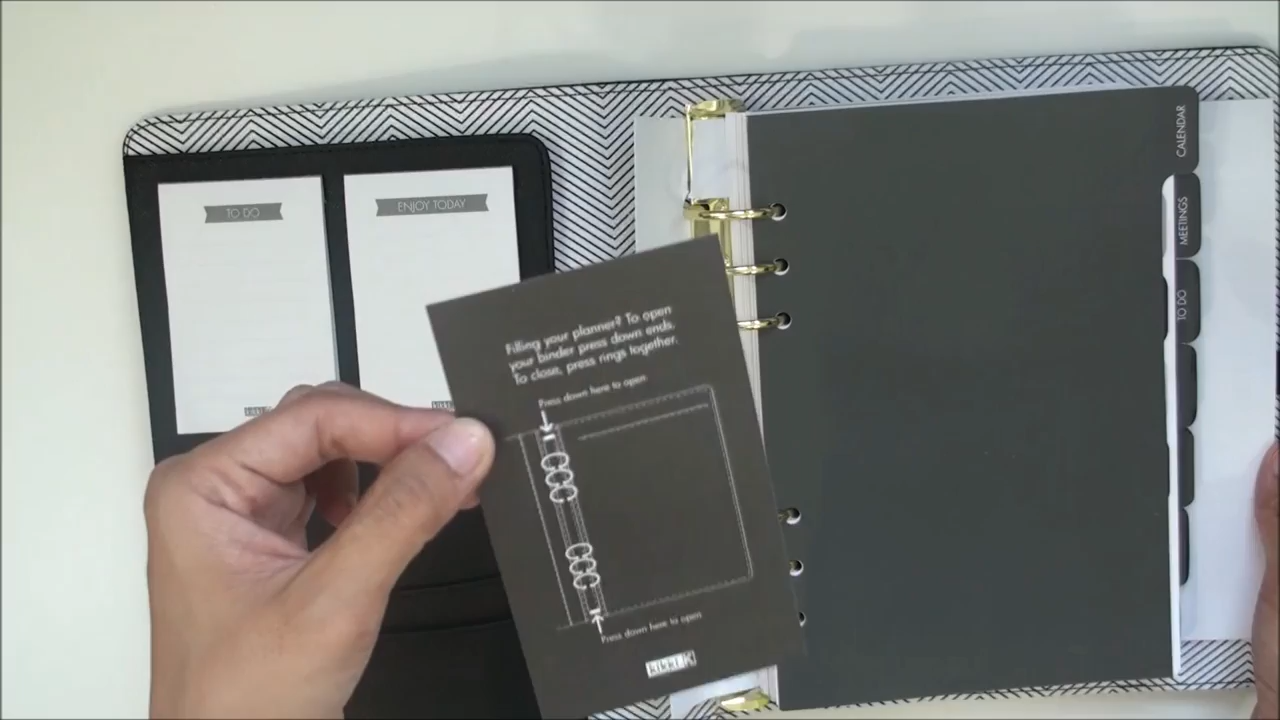 TO DO
ENJOY TODAY
kikki.K
Filling your planner? To open
your binder press down ends.
To close, press rings together.
Press down here to open
Press down here to open
kikki.K
CALENDAR
MEETINGS
TO DO